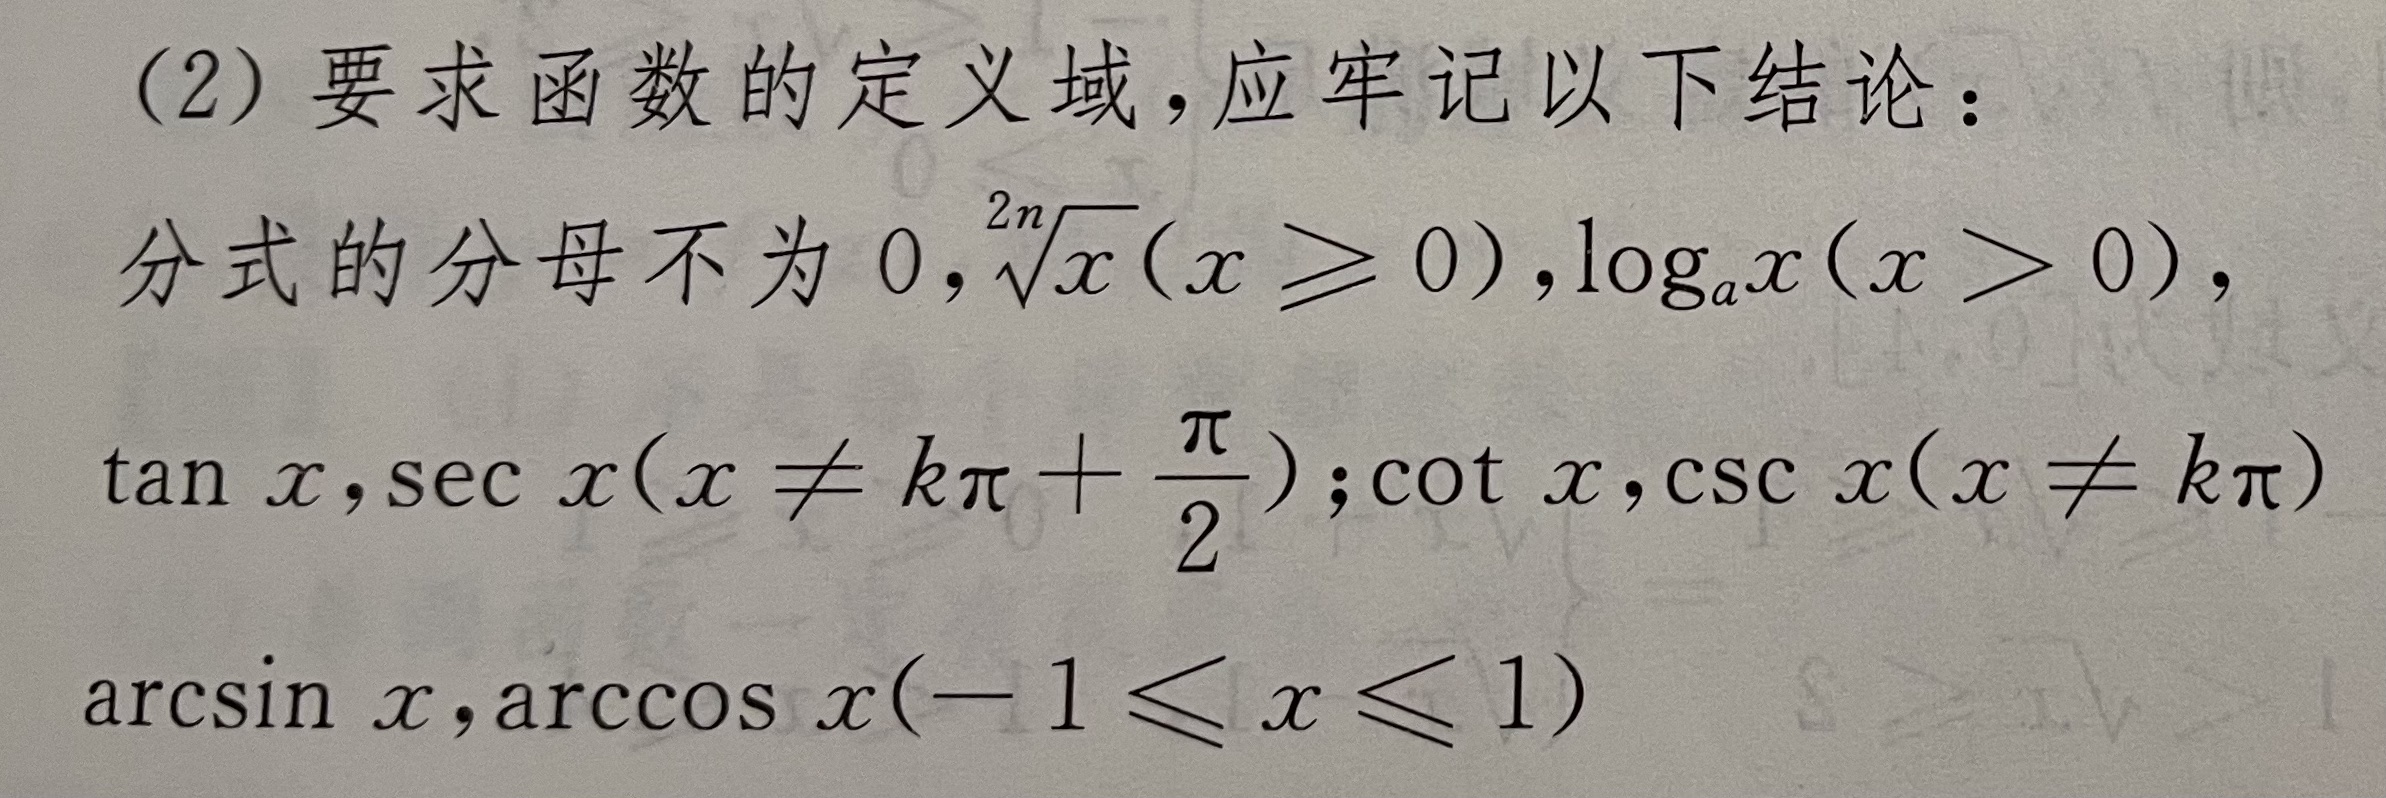 (2) 要求函数的定义域,应牢记以下结论:
分式的分母不为 0, $\sqrt[2n]{x}(x \geqslant 0)$, $\log_a x(x > 0)$,
$\tan x, \sec x(x \neq k\pi + \frac{\pi}{2})$; $\cot x, \csc x(x \neq k\pi)$
$\arcsin x, \arccos x(-1 \leqslant x \leqslant 1)$